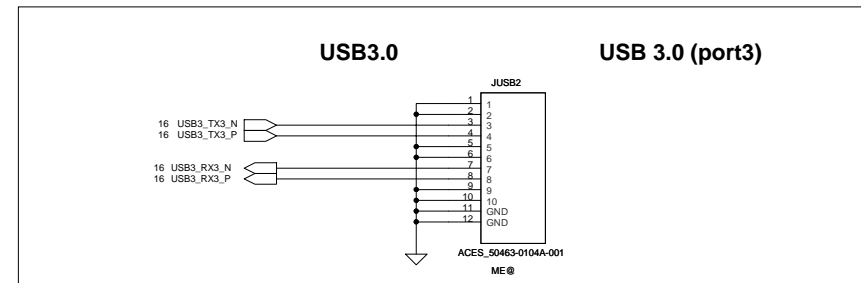 USB3.0 USB 3.0 (port3)
JUSB2
1 1
2 2
16 USB3_TX3_N 3 3
16 USB3_TX3_P 4 4
5 5
6 6
16 USB3_RX3_N 7 7
16 USB3_RX3_P 8 8
9 9
10 10
11 GND
12 GND
ACES_50463-0104A-001
ME@